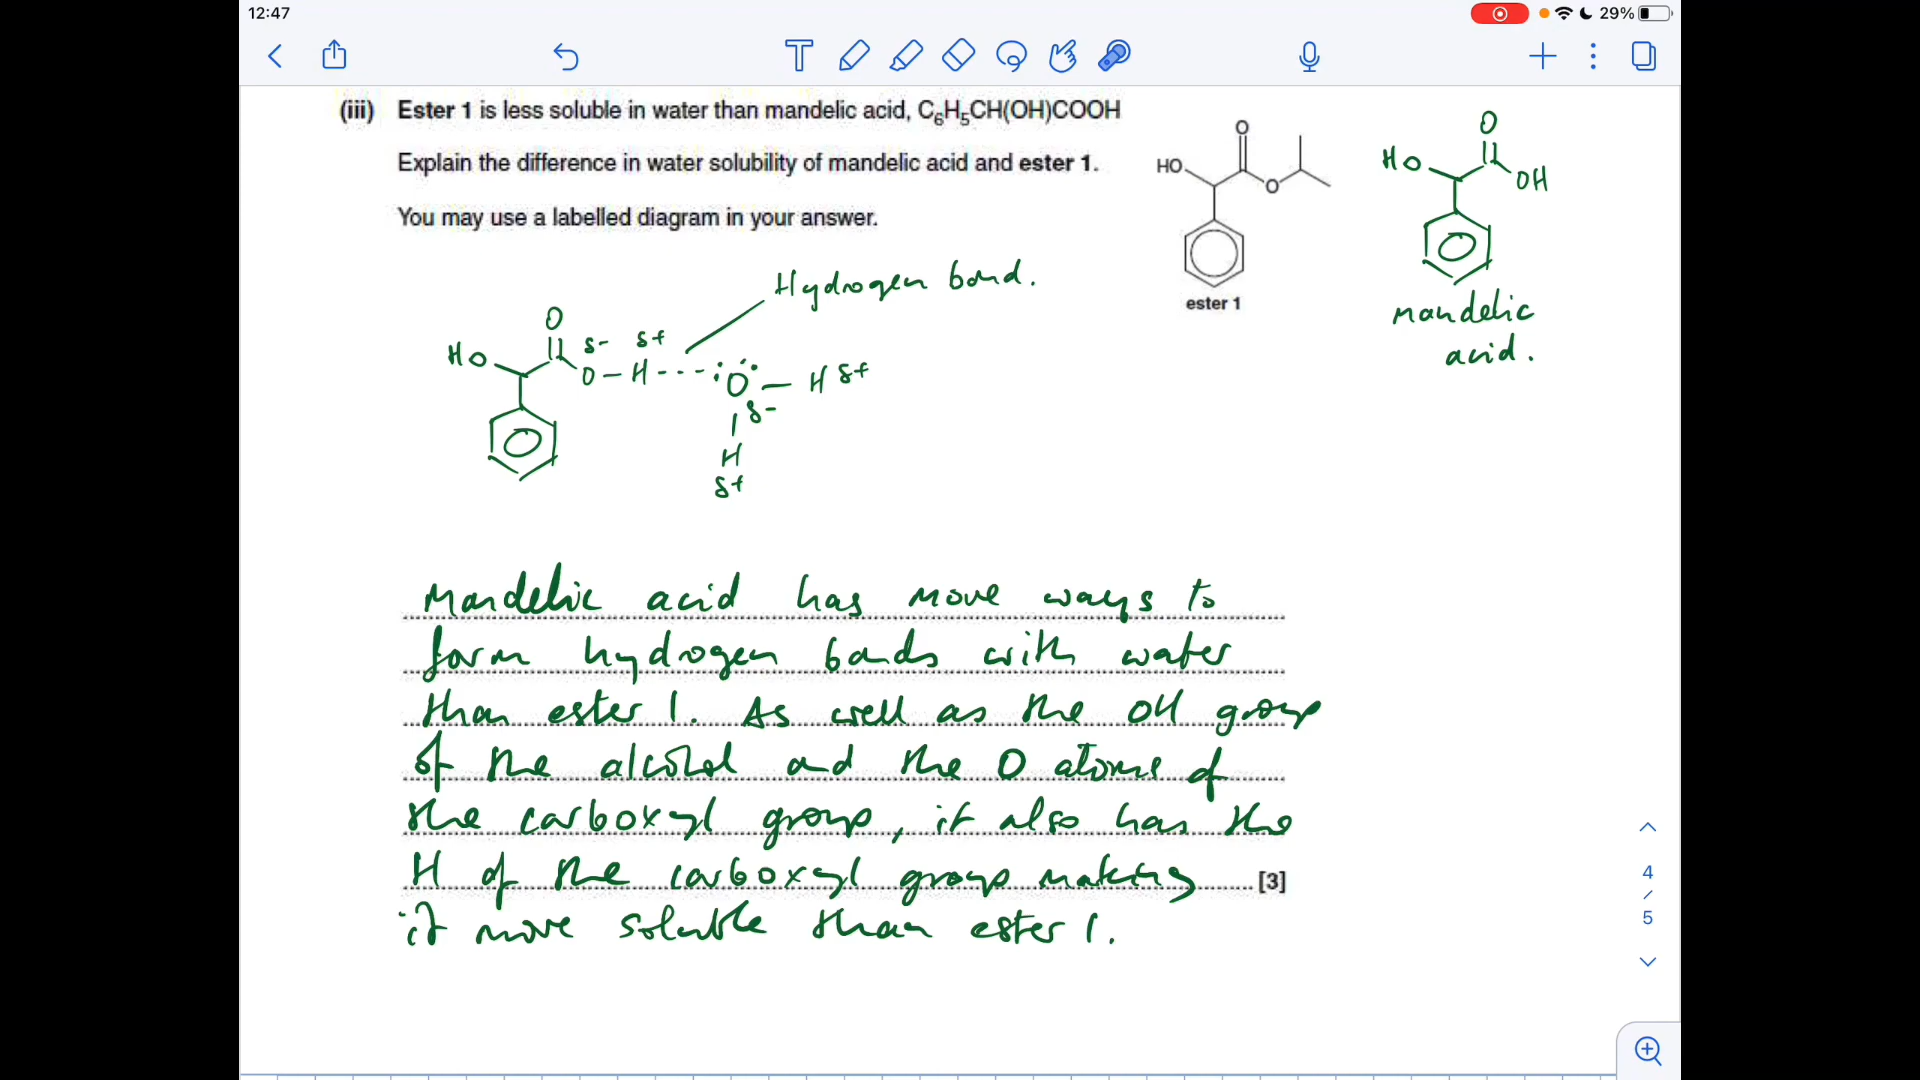 12:47
29%
(iii) Ester 1 is less soluble in water than mandelic acid, C6H5CH(OH)COOH
Explain the difference in water solubility of mandelic acid and ester 1.
You may use a labelled diagram in your answer.
HO
O
O
ester 1
HO
O
OH
mandelic
acid.
Hydrogen bond.
HO
O
δ- δ+
O – H ---- :O – H δ+
δ-
H
δ+
Mandelic acid has more ways to
form hydrogen bonds with water
than ester 1. As well as the OH group
of the alcohol and the O atoms of
the carboxyl group, it also has the
H of the carboxyl group making
[3]
it more soluble than ester 1.
4
/
5